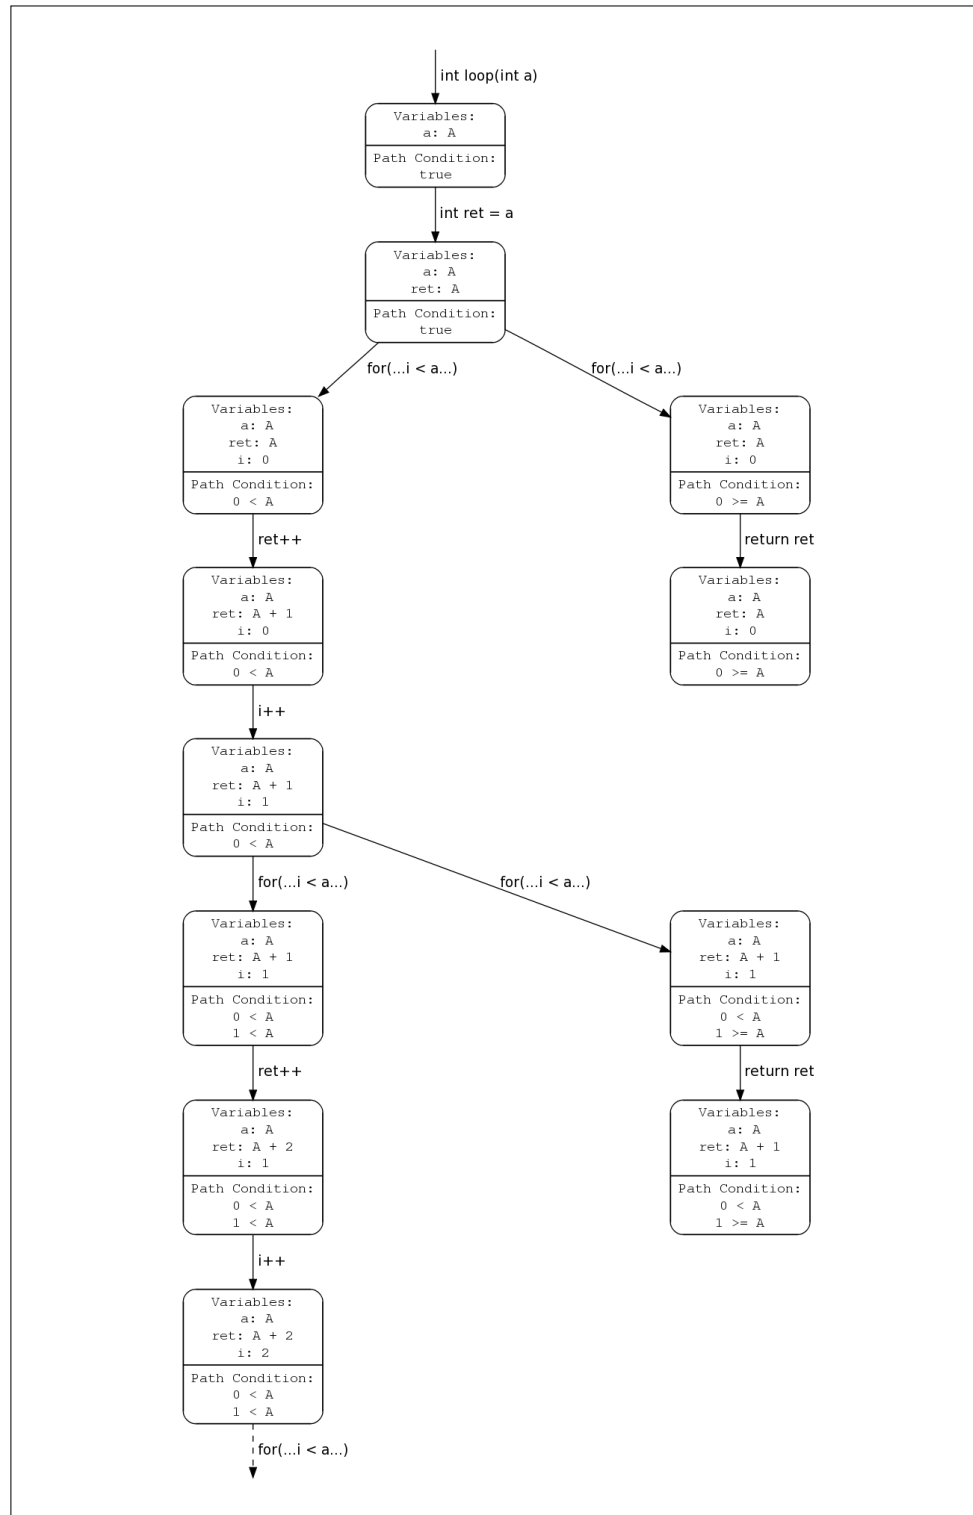 int loop(int a)
Variables:
a: A
Path Condition:
true
int ret = a
Variables:
a: A
ret: A
Path Condition:
true
for(...i < a...)
for(...i < a...)
Variables:
a: A
ret: A
i: 0
Path Condition:
0 < A
Variables:
a: A
ret: A
i: 0
Path Condition:
0 >= A
ret++
return ret
Variables:
a: A
ret: A + 1
i: 0
Path Condition:
0 < A
Variables:
a: A
ret: A
i: 0
Path Condition:
0 >= A
i++
Variables:
a: A
ret: A + 1
i: 1
Path Condition:
0 < A
for(...i < a...)
for(...i < a...)
Variables:
a: A
ret: A + 1
i: 1
Path Condition:
0 < A
1 < A
Variables:
a: A
ret: A + 1
i: 1
Path Condition:
0 < A
1 >= A
ret++
return ret
Variables:
a: A
ret: A + 2
i: 1
Path Condition:
0 < A
1 < A
Variables:
a: A
ret: A + 1
i: 1
Path Condition:
0 < A
1 >= A
i++
Variables:
a: A
ret: A + 2
i: 2
Path Condition:
0 < A
1 < A
for(...i < a...)